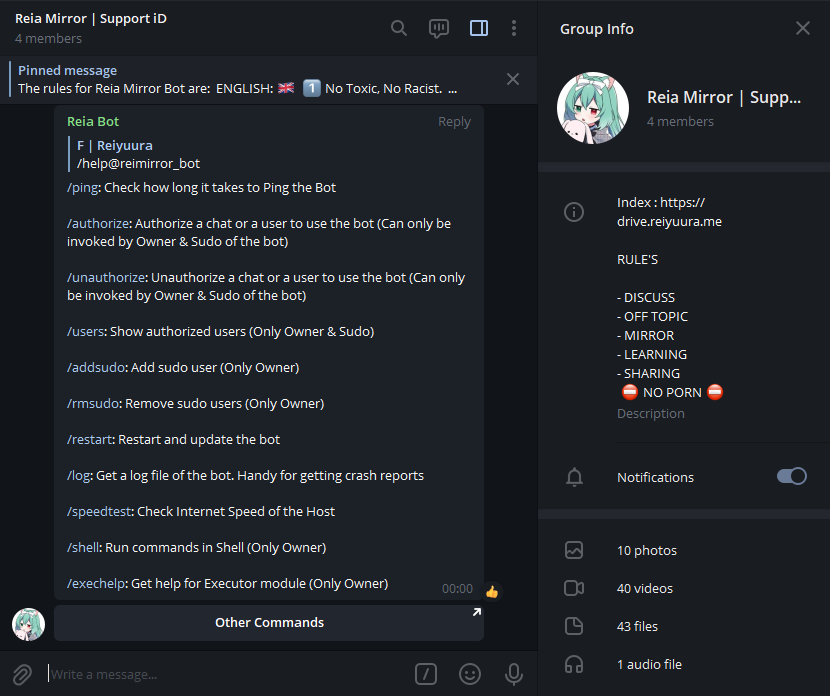 Reia Mirror | Support iD
4 members
Pinned message
The rules for Reia Mirror Bot are: ENGLISH: 🇬🇧 1️⃣ No Toxic, No Racist. ...
Reia Bot
Reply
F | Reiyuura
/help@reimirror_bot
/ping: Check how long it takes to Ping the Bot
/authorize: Authorize a chat or a user to use the bot (Can only
be invoked by Owner & Sudo of the bot)
/unauthorize: Unauthorize a chat or a user to use the bot (Can only
be invoked by Owner & Sudo of the bot)
/users: Show authorized users (Only Owner & Sudo)
/addsudo: Add sudo user (Only Owner)
/rmsudo: Remove sudo users (Only Owner)
/restart: Restart and update the bot
/log: Get a log file of the bot. Handy for getting crash reports
/speedtest: Check Internet Speed of the Host
/shell: Run commands in Shell (Only Owner)
/exechelp: Get help for Executor module (Only Owner)
00:00
👍
Other Commands
Write a message...
Group Info
Reia Mirror | Supp...
4 members
Index : https://
drive.reiyuura.me
RULE'S
- DISCUSS
- OFF TOPIC
- MIRROR
- LEARNING
- SHARING
⛔ NO PORN ⛔
Description
Notifications
10 photos
40 videos
43 files
1 audio file